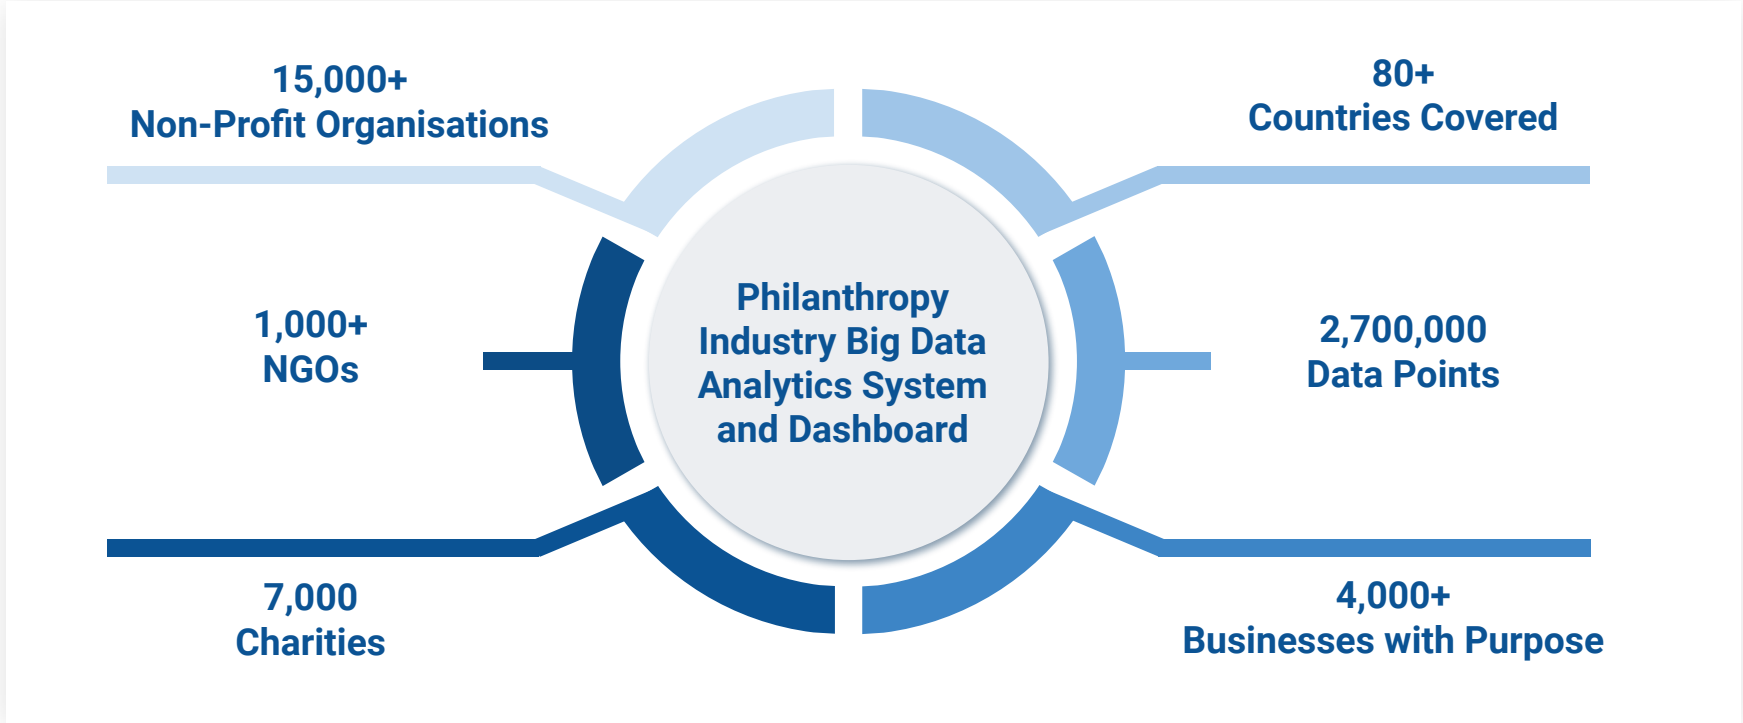 15,000+
Non-Profit Organisations
80+
Countries Covered
1,000+
NGOs
Philanthropy
Industry Big Data
Analytics System
and Dashboard
2,700,000
Data Points
7,000
Charities
4,000+
Businesses with Purpose